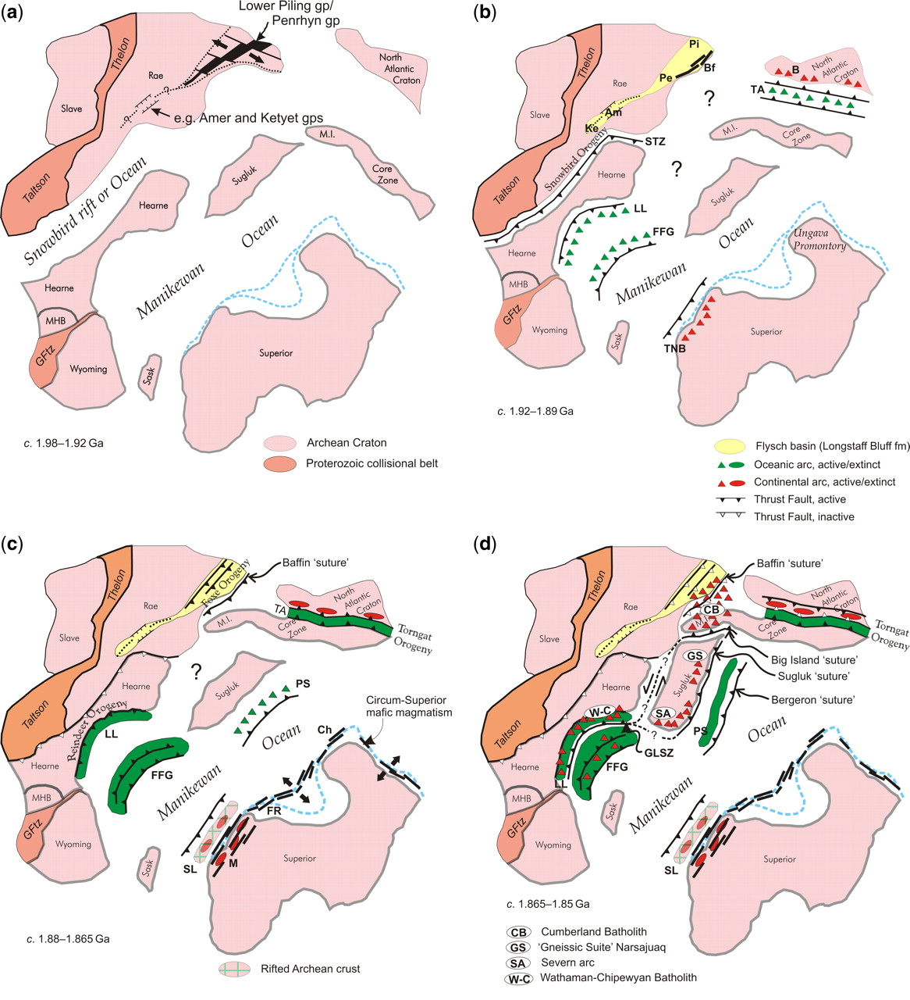 (a)
Lower Piling gp/
Penrhyn gp
Thelon
Rae
North
Atlantic
Craton
Slave
?
?
e.g. Amer and Ketyet gps
M.I.
Core
Zone
Sugluk
Taltson
Snowbird rift or Ocean
Hearne
Ocean
Manikewan
Hearne
MHB
GFtz
Wyoming
Sask
Superior
c. 1.98–1.92 Ga
Archean Craton
Proterozoic collisional belt
(b)
Thelon
Pi
Bf
Pe
Rae
B
North
Atlantic
Craton
TA
?
Slave
Am
Ke
M.I.
Core
Zone
STZ
Snowbird Orogeny
Hearne
?
Taltson
Sugluk
LL
FFG
Ocean
Ungava
Promontory
Hearne
MHB
Manikewan
GFtz
Wyoming
Sask
TNB
Superior
c. 1.92–1.89 Ga
Flysch basin (Longstaff Bluff fm)
Oceanic arc, active/extinct
Continental arc, active/extinct
Thrust Fault, active
Thrust Fault, inactive
(c)
Baffin ‘suture’
Thelon
Foxe Orogeny
Rae
TA
North
Atlantic
Craton
M.I.
Core
Zone
Torngat
Orogeny
Slave
?
Hearne
Sugluk
PS
Circum-Superior
mafic magmatism
Taltson
Reindeer Orogeny
LL
Ocean
Ch
Hearne
FFG
Manikewan
MHB
FR
GFtz
Wyoming
Sask
SL
M
Superior
c. 1.88–1.865 Ga
Rifted Archean crust
(d)
Baffin ‘suture’
Thelon
Rae
CB
M.I.
North
Atlantic
Craton
Core
Zone
Torngat
Orogeny
Slave
?
GS
Big Island ‘suture’
Sugluk ‘suture’
Hearne
Sugluk
Bergeron ‘suture’
W-C
SA
Taltson
?
?
PS
Ocean
GLSZ
Hearne
LL
FFG
MHB
Manikewan
GFtz
Wyoming
Sask
SL
Superior
c. 1.865–1.85 Ga
CB Cumberland Batholith
GS ‘Gneissic Suite’ Narsajuaq
SA Severn arc
W-C Wathaman-Chipewyan Batholith